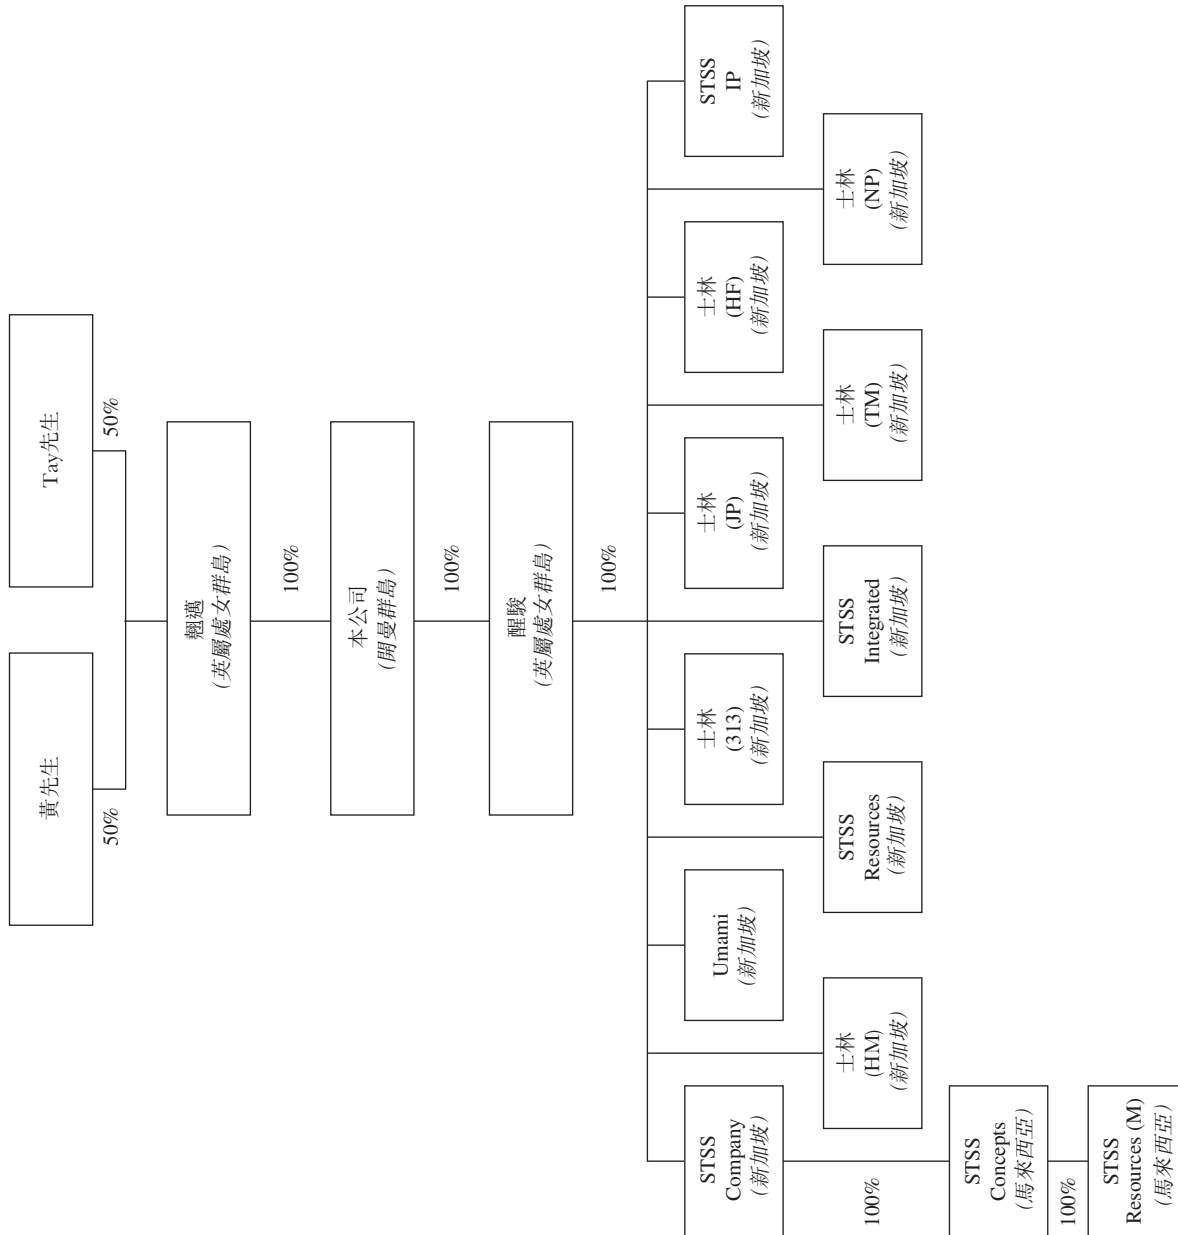 黃先生
Tay先生
50%
50%
翹邁
(英屬處女群島)
100%
本公司
(開曼群島)
100%
醒駿
(英屬處女群島)
100%
STSS
Company
(新加坡)
Umami
(新加坡)
士林
(313)
(新加坡)
士林
(JP)
(新加坡)
士林
(HF)
(新加坡)
STSS
IP
(新加坡)
士林
(HM)
(新加坡)
STSS
Resources
(新加坡)
STSS
Integrated
(新加坡)
士林
(TM)
(新加坡)
士林
(NP)
(新加坡)
100%
STSS
Concepts
(馬來西亞)
100%
STSS
Resources (M)
(馬來西亞)